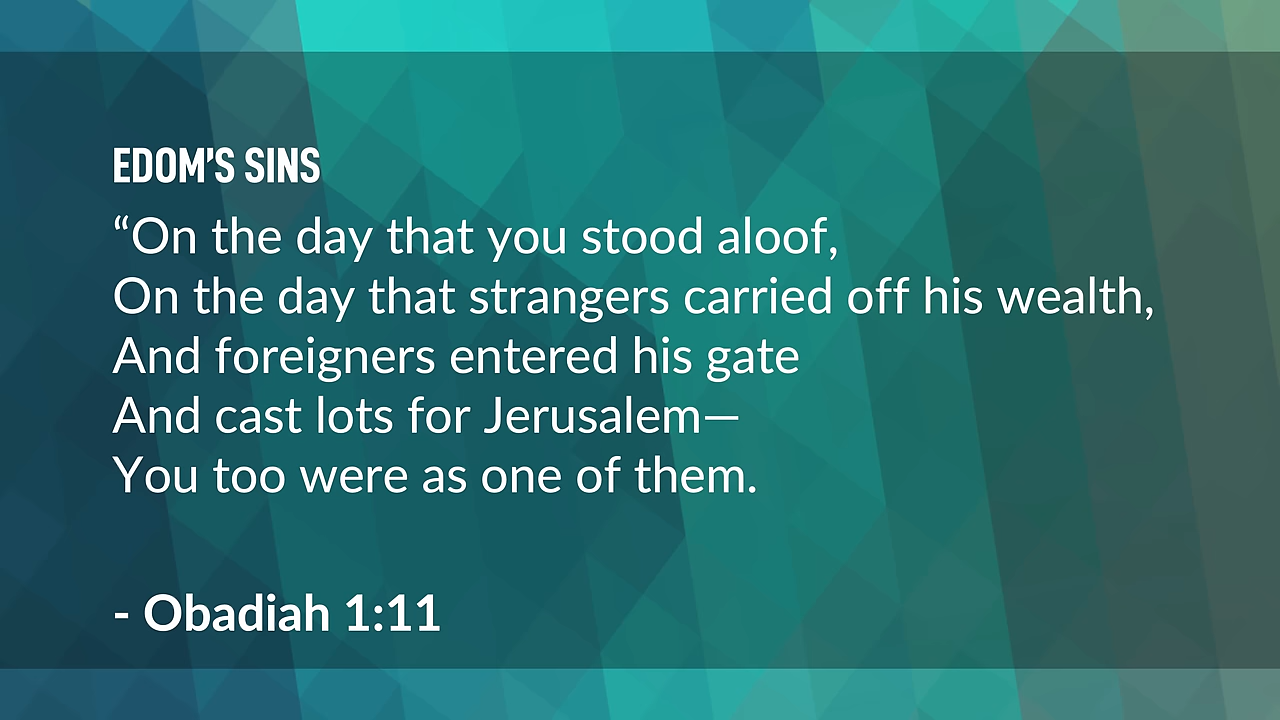 EDOM'S SINS
“On the day that you stood aloof,
On the day that strangers carried off his wealth,
And foreigners entered his gate
And cast lots for Jerusalem—
You too were as one of them.
- Obadiah 1:11